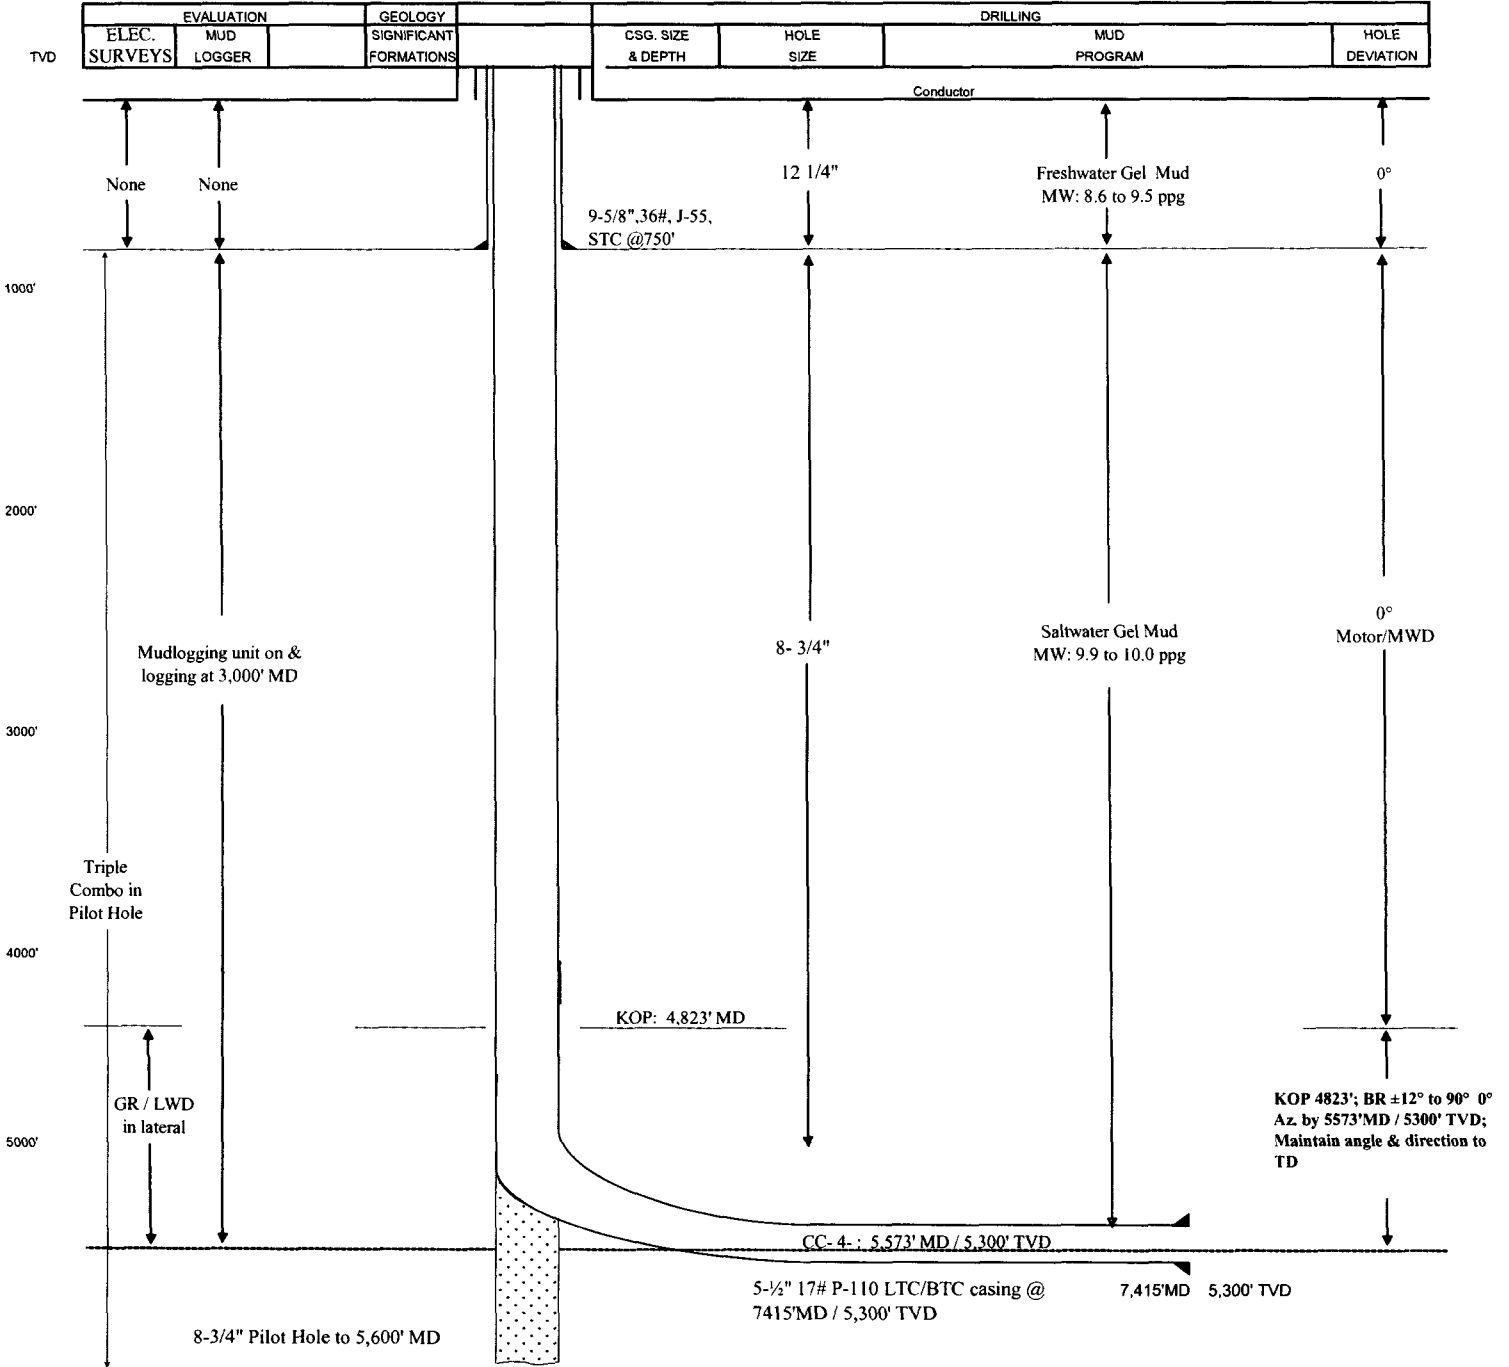 EVALUATION GEOLOGY DRILLING
ELEC. MUD SIGNIFICANT CSG. SIZE HOLE MUD HOLE
TVD SURVEYS LOGGER FORMATIONS & DEPTH SIZE PROGRAM DEVIATION
Conductor
None
None
12 1/4"
Freshwater Gel Mud
MW: 8.6 to 9.5 ppg
0°
9-5/8",36#, J-55,
STC @750'
1000'
2000'
Mudlogging unit on &
logging at 3,000' MD
8- 3/4"
Saltwater Gel Mud
MW: 9.9 to 10.0 ppg
0°
Motor/MWD
3000'
Triple
Combo in
Pilot Hole
4000'
KOP: 4,823' MD
GR / LWD
in lateral
KOP 4823'; BR ±12° to 90° 0°
Az. by 5573'MD / 5300' TVD;
Maintain angle & direction to
TD
5000'
CC- 4- : 5,573' MD / 5,300' TVD
5-½" 17# P-110 LTC/BTC casing @
7415'MD / 5,300' TVD
7,415'MD 5,300' TVD
8-3/4" Pilot Hole to 5,600' MD